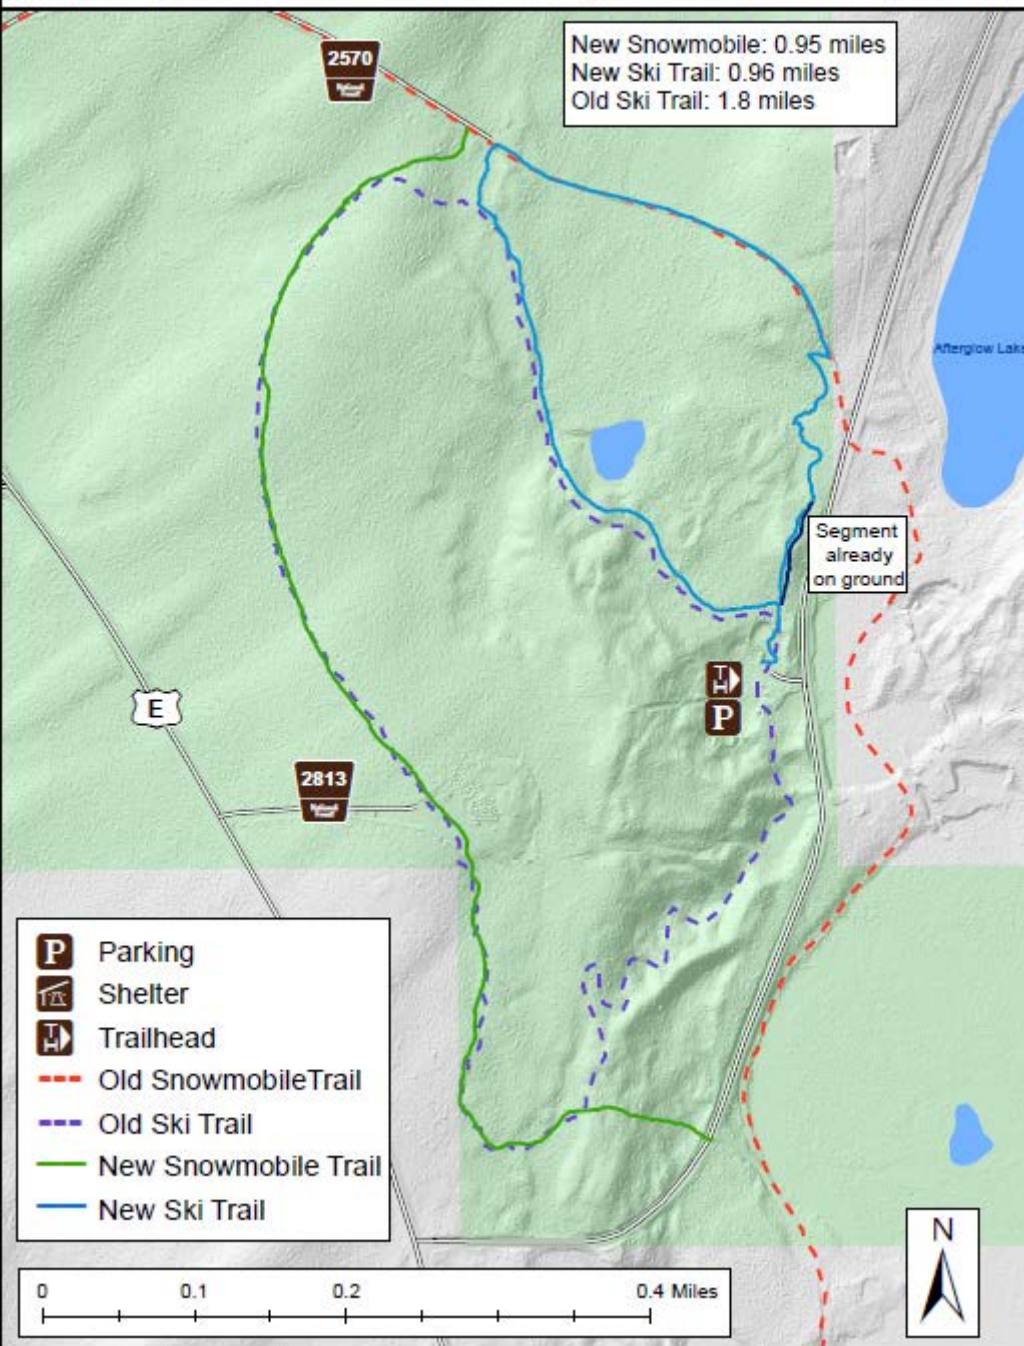 New Snowmobile: 0.95 miles
New Ski Trail: 0.96 miles
Old Ski Trail: 1.8 miles
2570
Afterglow Lake
Segment
already
on ground
TH
P
E
2813
P Parking
Shelter
TH Trailhead
Old SnowmobileTrail
Old Ski Trail
New Snowmobile Trail
New Ski Trail
N
0 0.1 0.2 0.4 Miles